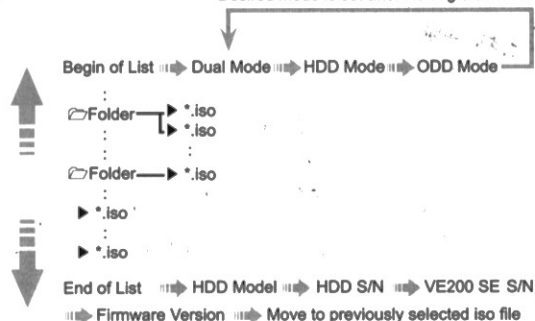 Begin of List Dual Mode HDD Mode ODD Mode
Folder *.iso
*.iso
Folder *.iso
*.iso
*.iso
End of List HDD Model HDD S/N VE200 SE S/N
Firmware Version Move to previously selected iso file